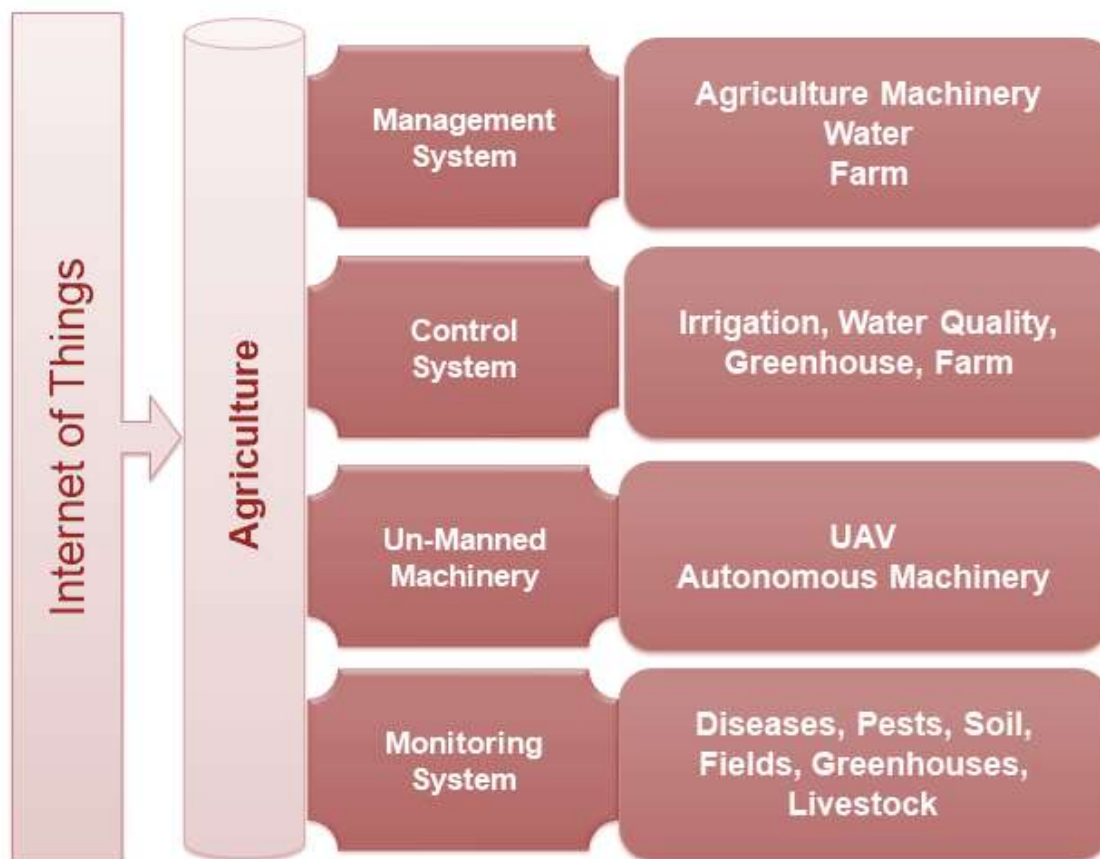 Internet of Things
Agriculture
Management
System
Agriculture Machinery
Water
Farm
Control
System
Irrigation, Water Quality,
Greenhouse, Farm
Un-Manned
Machinery
UAV
Autonomous Machinery
Monitoring
System
Diseases, Pests, Soil,
Fields, Greenhouses,
Livestock